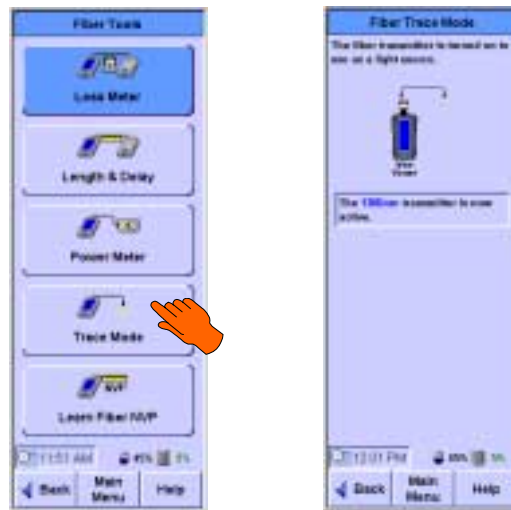 Fiber Tools
Loss Meter
Length & Delay
Power Meter
Trace Mode
NVP
Learn Fiber NVP
11:51 AM
Back
Main
Menu
Help
Fiber Trace Mode
The fiber transmitter is turned on to
use as a light source.
The transmitter is now
active.
12:01 PM
Back
Main
Menu
Help